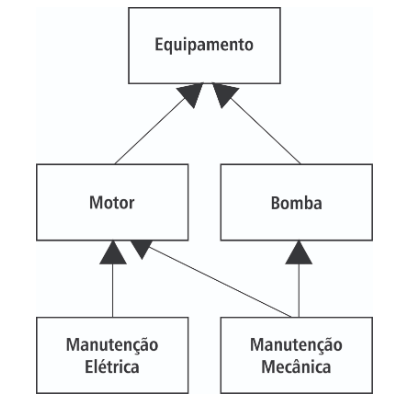 Equipamento
Motor
Bomba
Manutenção
Elétrica
Manutenção
Mecânica